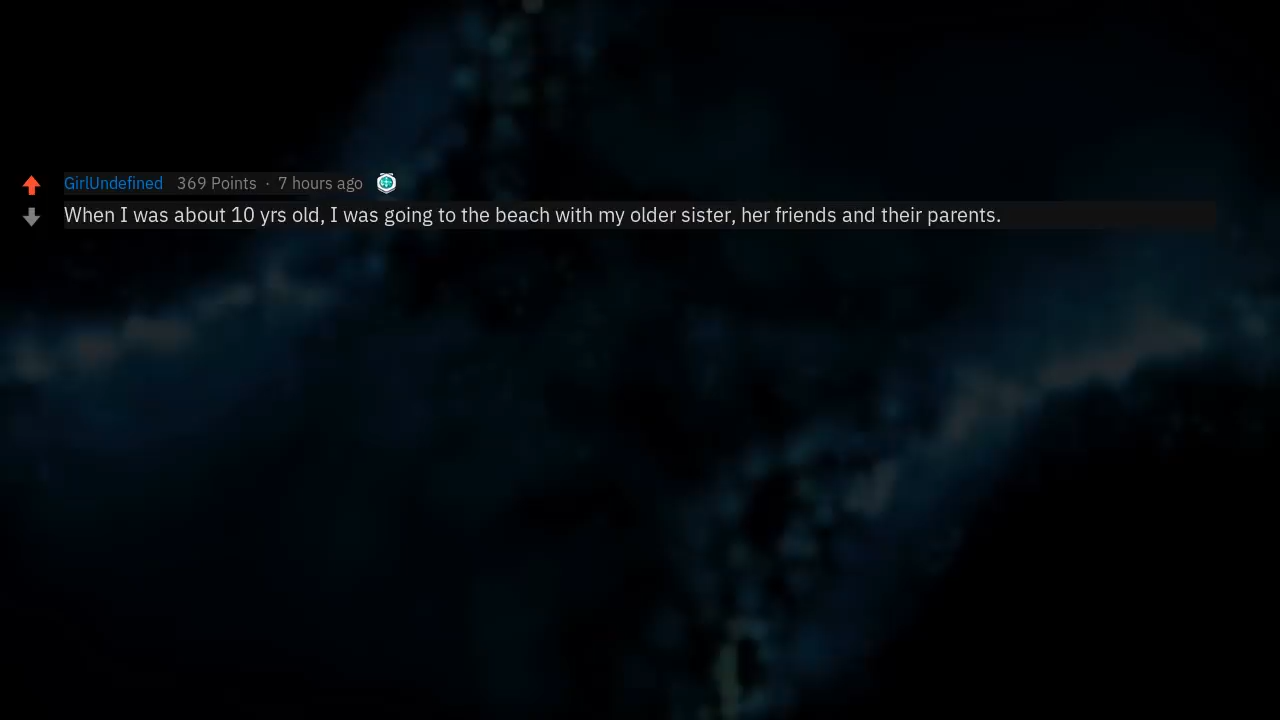 GirlUndefined 369 Points · 7 hours ago
When I was about 10 yrs old, I was going to the beach with my older sister, her friends and their parents.